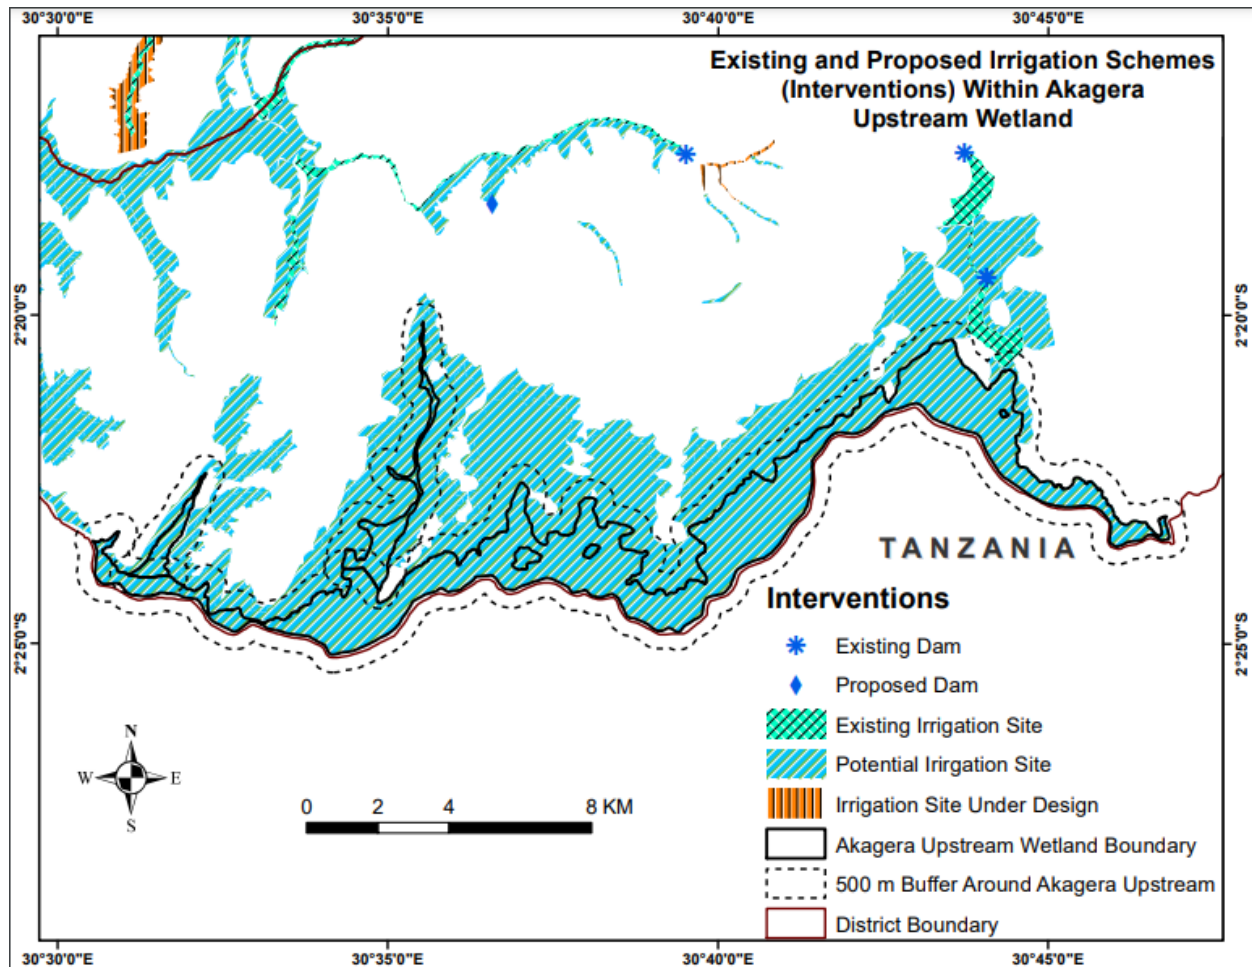 30°30'0"E
30°35'0"E
30°40'0"E
30°45'0"E
Existing and Proposed Irrigation Schemes
(Interventions) Within Akagera
Upstream Wetland
2°20'0"S
2°20'0"S
TANZANIA
Interventions
2°25'0"S
2°25'0"S
Existing Dam
Proposed Dam
Existing Irrigation Site
Potential Irirgation Site
Irrigation Site Under Design
Akagera Upstream Wetland Boundary
500 m Buffer Around Akagera Upstream
District Boundary
N
W
E
S
0 2 4 8 KM
30°30'0"E
30°35'0"E
30°40'0"E
30°45'0"E